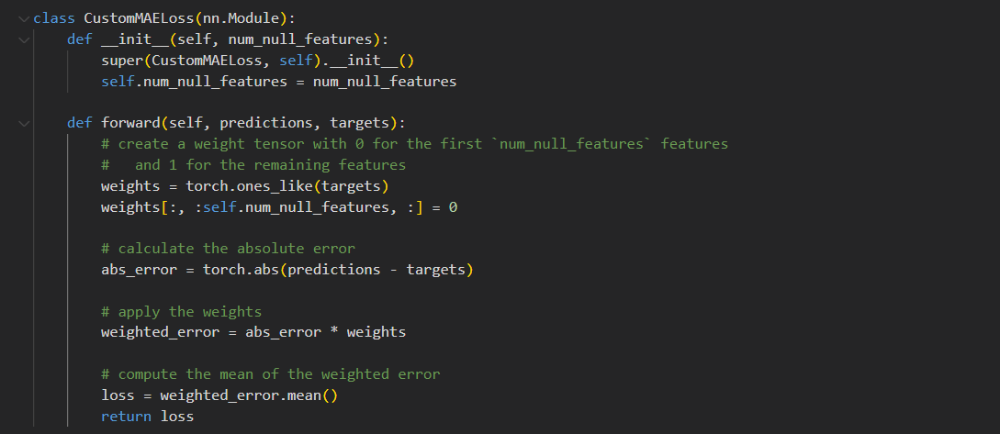 class CustomMAELoss(nn.Module):
    def __init__(self, num_null_features):
        super(CustomMAELoss, self).__init__()
        self.num_null_features = num_null_features

    def forward(self, predictions, targets):
        # create a weight tensor with 0 for the first `num_null_features` features
        #   and 1 for the remaining features
        weights = torch.ones_like(targets)
        weights[:, :self.num_null_features, :] = 0

        # calculate the absolute error
        abs_error = torch.abs(predictions - targets)

        # apply the weights
        weighted_error = abs_error * weights

        # compute the mean of the weighted error
        loss = weighted_error.mean()
        return loss